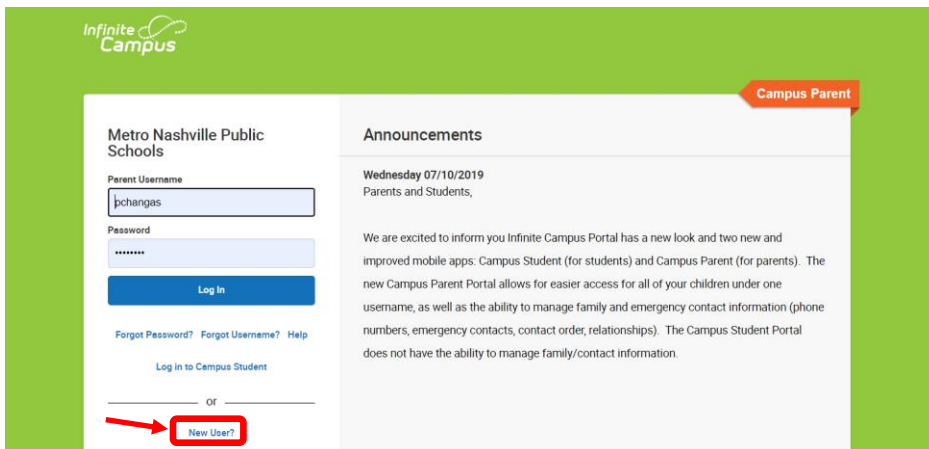 Infinite
Campus
Campus Parent
Metro Nashville Public
Schools
Parent Username
pchangas
Password
••••••••
Log In
Forgot Password? Forgot Username? Help
Log in to Campus Student
or
New User?
Announcements
Wednesday 07/10/2019
Parents and Students,
We are excited to inform you Infinite Campus Portal has a new look and two new and
improved mobile apps: Campus Student (for students) and Campus Parent (for parents). The
new Campus Parent Portal allows for easier access for all of your children under one
username, as well as the ability to manage family and emergency contact information (phone
numbers, emergency contacts, contact order, relationships). The Campus Student Portal
does not have the ability to manage family/contact information.